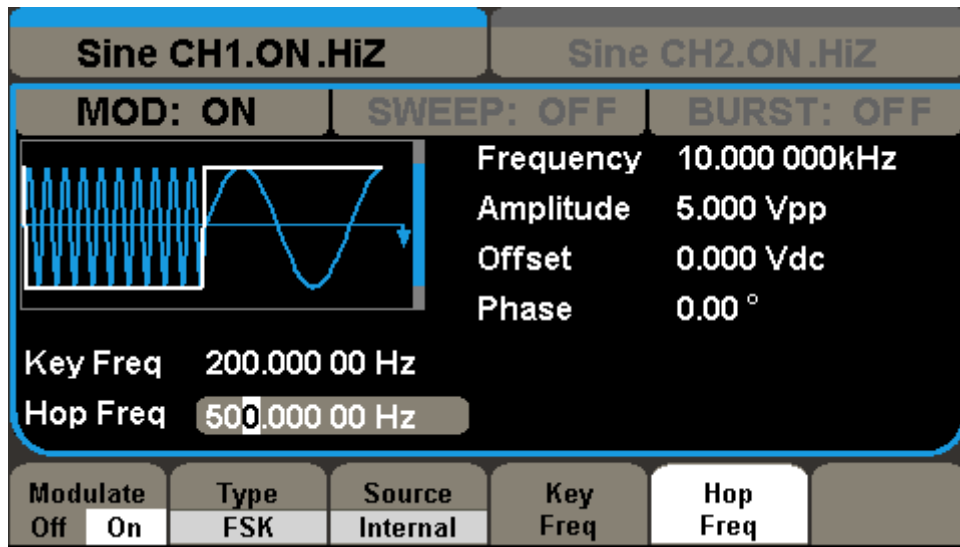 Sine CH1.ON.HiZ
Sine CH2.ON.HiZ
MOD: ON
SWEEP: OFF
BURST: OFF
Frequency 10.000 000kHz
Amplitude 5.000 Vpp
Offset 0.000 Vdc
Phase 0.00 °
Key Freq 200.000 00 Hz
Hop Freq 500.000 00 Hz
Modulate
Off On
Type
FSK
Source
Internal
Key
Freq
Hop
Freq